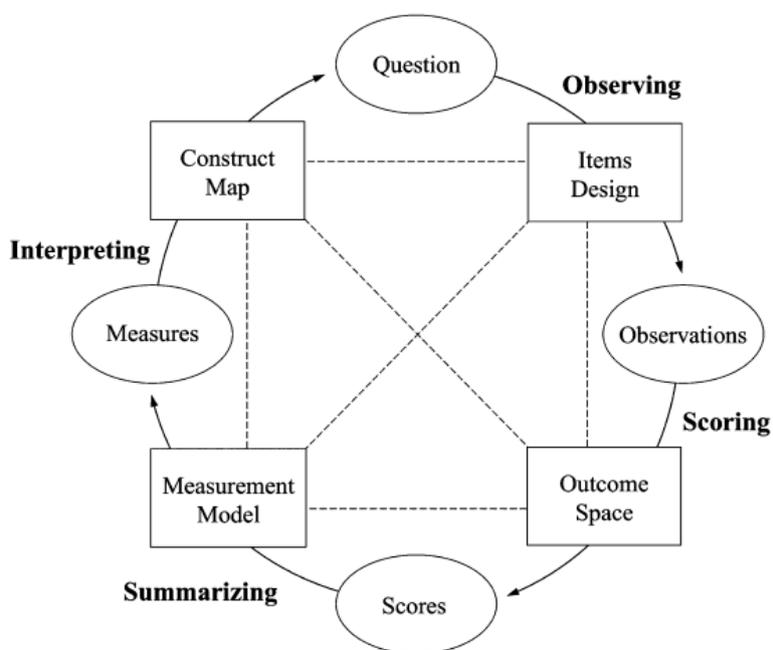 Question
Observing
Construct
Map
Items
Design
Interpreting
Measures
Observations
Scoring
Measurement
Model
Outcome
Space
Summarizing
Scores